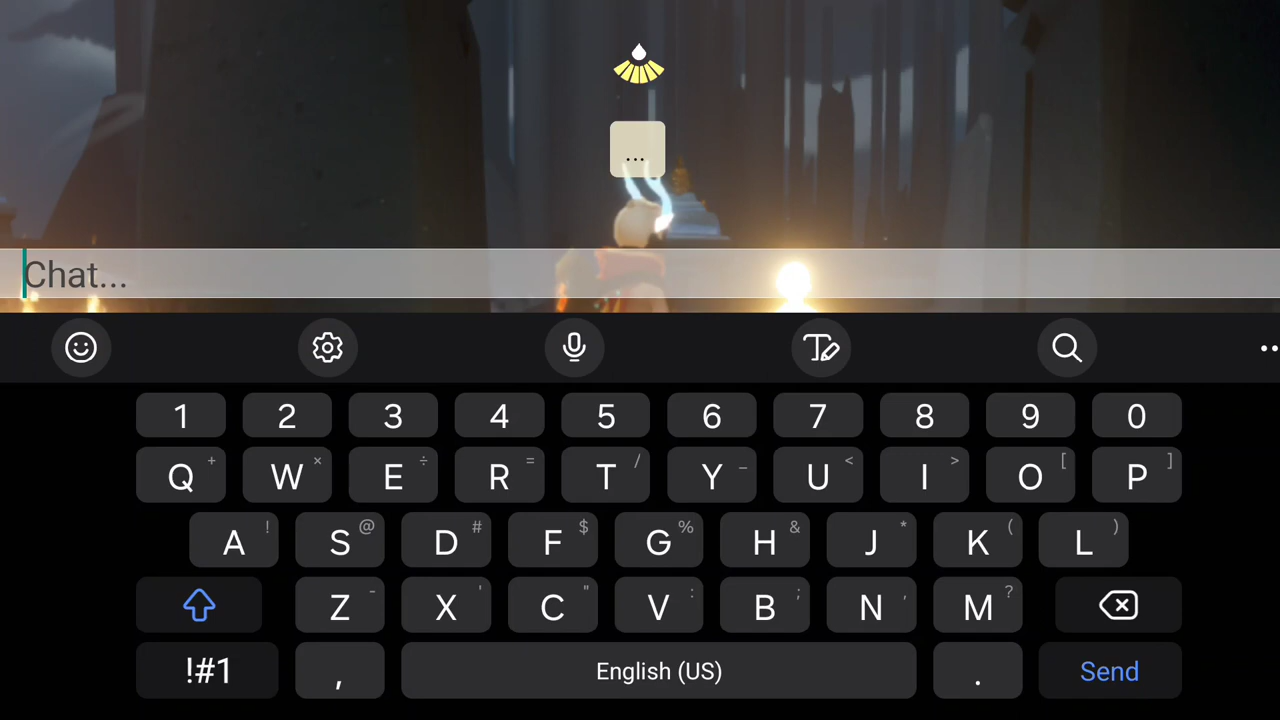 ...
Chat...
1 2 3 4 5 6 7 8 9 0
Q + W × E ÷ R = T / Y _ U < I > O [ P ]
A ! S @ D # F $ G % H & J * K ( L )
Z - X ' C " V : B ; N , M ?
!#1 , English (US) . Send